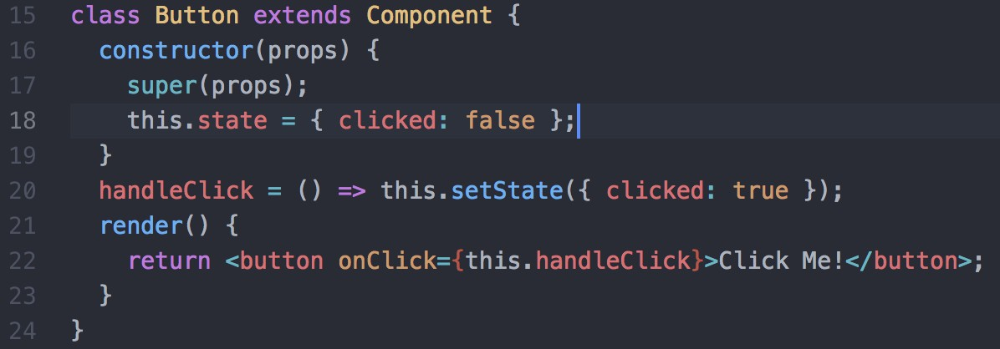 15 class Button extends Component {
16   constructor(props) {
17     super(props);
18     this.state = { clicked: false };
19   }
20   handleClick = () => this.setState({ clicked: true });
21   render() {
22     return <button onClick={this.handleClick}>Click Me!</button>;
23   }
24 }